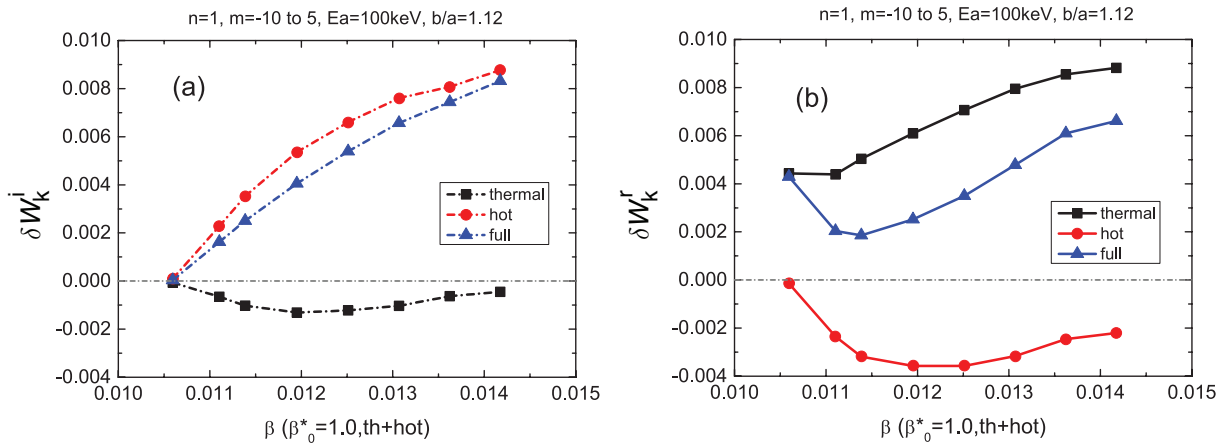 n=1, m=-10 to 5, Ea=100keV, b/a=1.12
(a)
δW_k^i
0.010
0.008
0.006
0.004
0.002
0.000
-0.002
-0.004
thermal
hot
full
0.010
0.011
0.012
0.013
0.014
0.015
β (β*_0=1.0,th+hot)
n=1, m=-10 to 5, Ea=100keV, b/a=1.12
(b)
δW_k^r
0.010
0.008
0.006
0.004
0.002
0.000
-0.002
-0.004
thermal
hot
full
0.010
0.011
0.012
0.013
0.014
0.015
β (β*_0=1.0,th+hot)